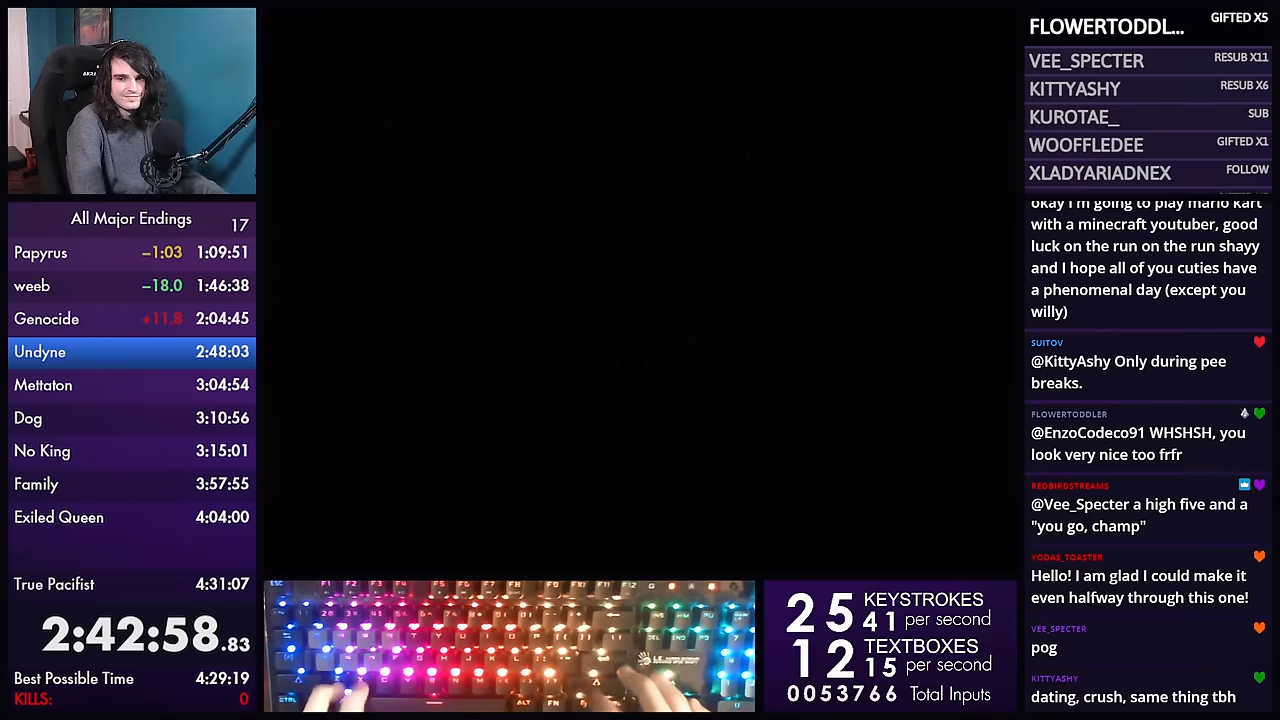 All Major Endings
17
Papyrus −1:03 1:09:51
weeb −18.0 1:46:38
Genocide +11.8 2:04:45
Undyne 2:48:03
Mettaton 3:04:54
Dog 3:10:56
No King 3:15:01
Family 3:57:55
Exiled Queen 4:04:00
True Pacifist 4:31:07
2:42:58.83
Best Possible Time 4:29:19
KILLS: 0
25 KEYSTROKES
41 per second
12 TEXTBOXES
15 per second
0053766 Total Inputs
FLOWERTODDL... GIFTED X5
VEE_SPECTER RESUB X11
KITTYASHY RESUB X6
KUROTAE_ SUB
WOOFFLEDEE GIFTED X1
XLADYARIADNEX FOLLOW
okay I'm going to play mario kart
with a minecraft youtuber, good
luck on the run on the run shayy
and I hope all of you cuties have
a phenomenal day (except you
willy)
SUITOV
@KittyAshy Only during pee
breaks.
FLOWERTODDLER
@EnzoCodeco91 WHSHSH, you
look very nice too frfr
REDBIRDSTREAMS
@Vee_Specter a high five and a
"you go, champ"
YODAS_TOASTER
Hello! I am glad I could make it
even halfway through this one!
VEE_SPECTER
pog
KITTYASHY
dating, crush, same thing tbh